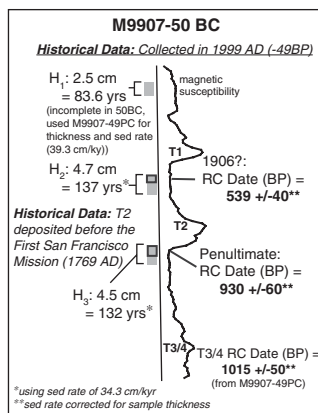 M9907-50 BC
Historical Data: Collected in 1999 AD (-49BP)
H1: 2.5 cm
= 83.6 yrs
(incomplete in 50BC,
used M9907-49PC for
thickness and sed rate
(39.3 cm/ky))
magnetic
susceptibility
T1
1906?:
RC Date (BP) =
539 +/-40**
H2: 4.7 cm
= 137 yrs*
Historical Data: T2
deposited before the
First San Francisco
Mission (1769 AD)
T2
Penultimate:
RC Date (BP) =
930 +/-60**
H3: 4.5 cm
= 132 yrs*
T3/4
T3/4 RC Date (BP) =
1015 +/-50**
(from M9907-49PC)
*using sed rate of 34.3 cm/kyr
**sed rate corrected for sample thickness